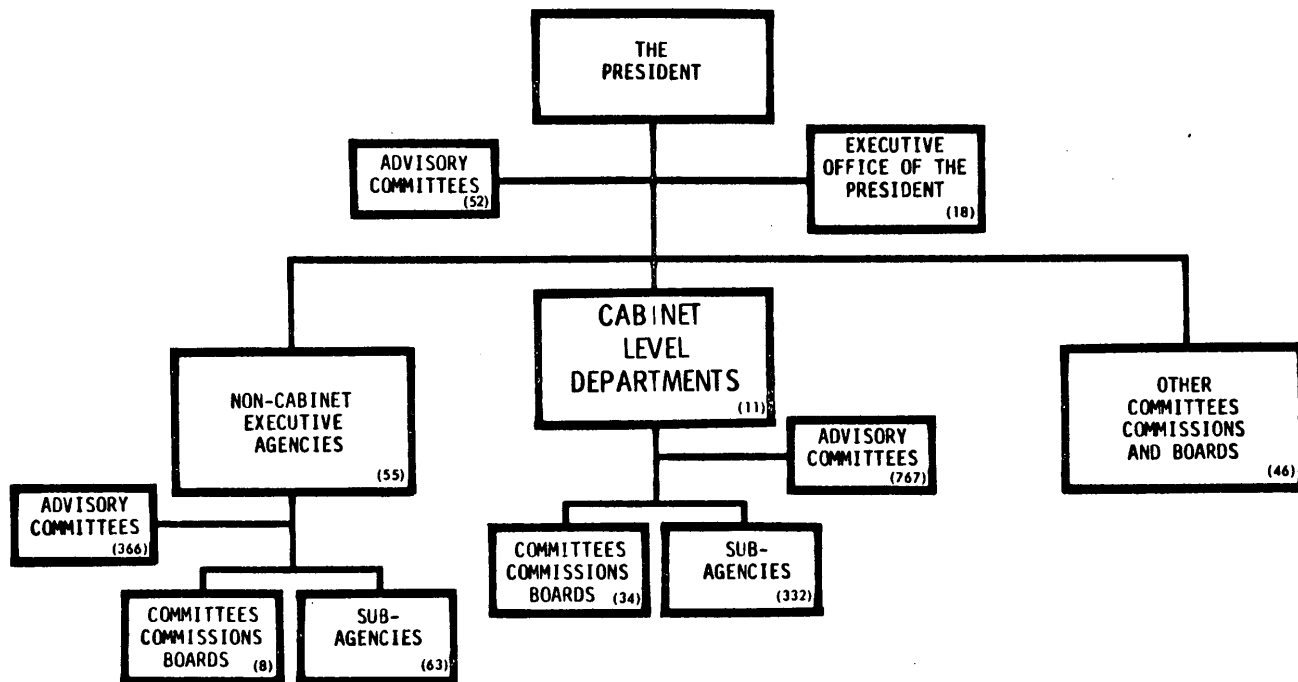 THE
PRESIDENT
ADVISORY
COMMITTEES
(52)
EXECUTIVE
OFFICE OF THE
PRESIDENT
(18)
CABINET
LEVEL
DEPARTMENTS
(11)
NON-CABINET
EXECUTIVE
AGENCIES
(55)
OTHER
COMMITTEES
COMMISSIONS
AND BOARDS
(46)
ADVISORY
COMMITTEES
(767)
ADVISORY
COMMITTEES
(366)
COMMITTEES
COMMISSIONS
BOARDS (34)
SUB-
AGENCIES
(332)
COMMITTEES
COMMISSIONS
BOARDS (8)
SUB-
AGENCIES
(63)